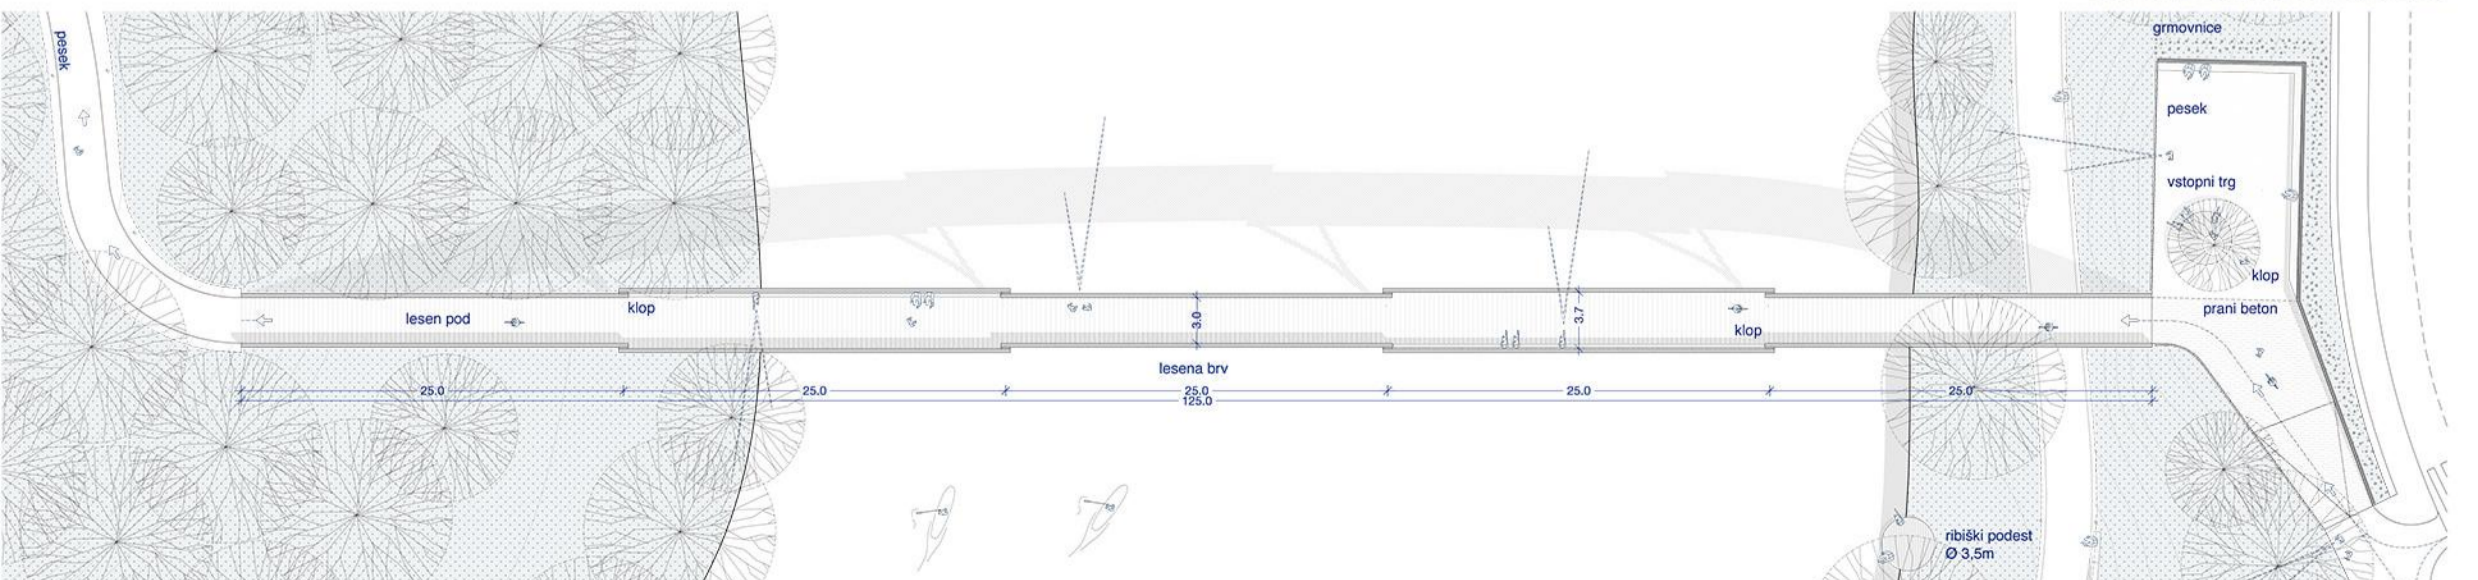 pesek
grmovnice
pesek
vstopni trg
klop
prani beton
klop
lesen pod
3.0
3.7
klop
lesena brv
25.0
25.0
25.0
25.0
25.0
125.0
ribiški podest
Ø 3,5m